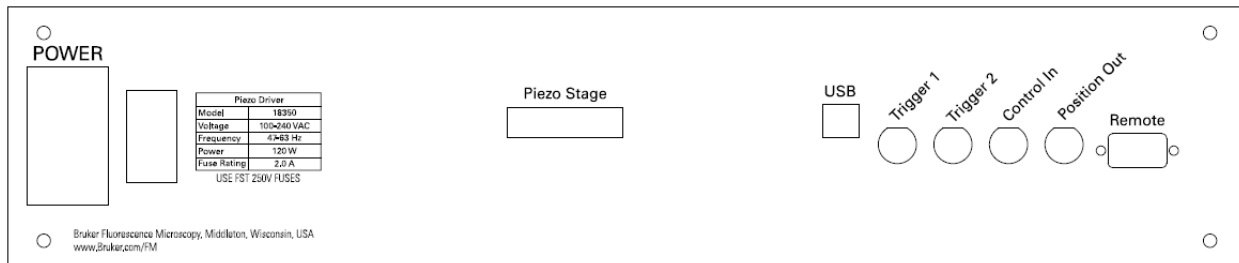 POWER
Piezo Driver
Model 18350
Voltage 100-240 VAC
Frequency 47-63 Hz
Power 120 W
Fuse Rating 2.0 A
USE FST 250V FUSES
Bruker Fluorescence Microscopy, Middleton, Wisconsin, USA
www.Bruker.com/FM
Piezo Stage
USB
Trigger 1
Trigger 2
Control In
Position Out
Remote